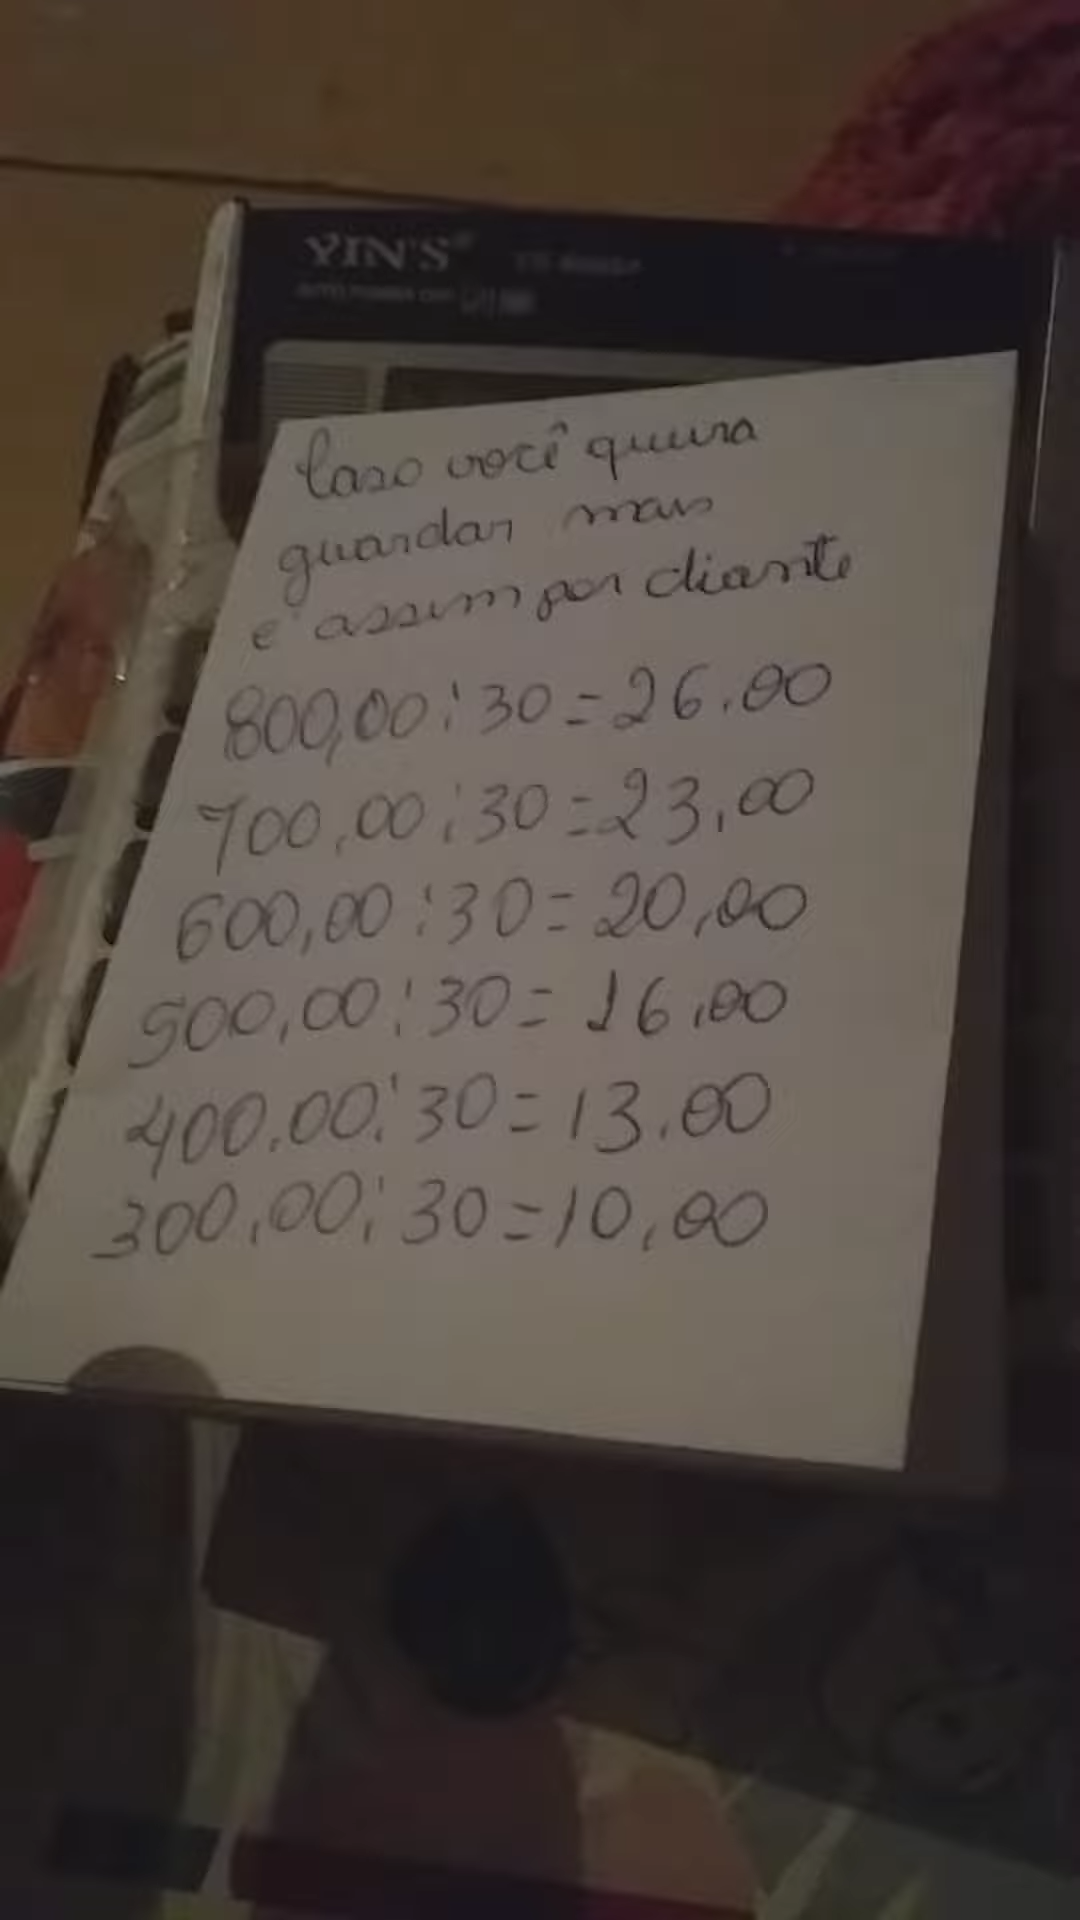 YIN'S
Caso você queira
guardar mais
e assim por diante
800,00:30=26.00
700,00:30=23,00
600,00:30=20,00
500,00:30=16,00
400.00:30=13.00
300,00:30=10,00